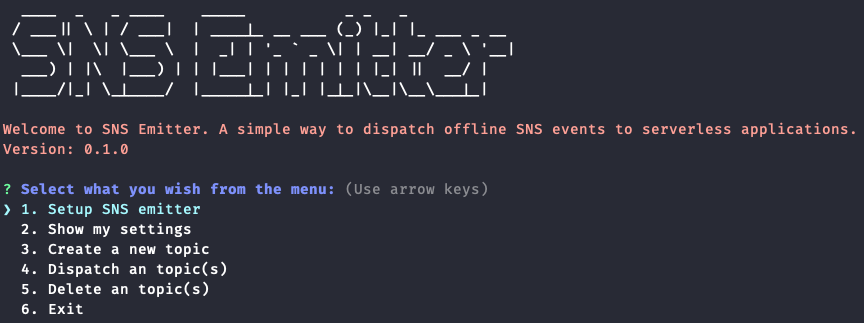 SNS Emitter
Welcome to SNS Emitter. A simple way to dispatch offline SNS events to serverless applications.
Version: 0.1.0
? Select what you wish from the menu: (Use arrow keys)
❯ 1. Setup SNS emitter
2. Show my settings
3. Create a new topic
4. Dispatch an topic(s)
5. Delete an topic(s)
6. Exit